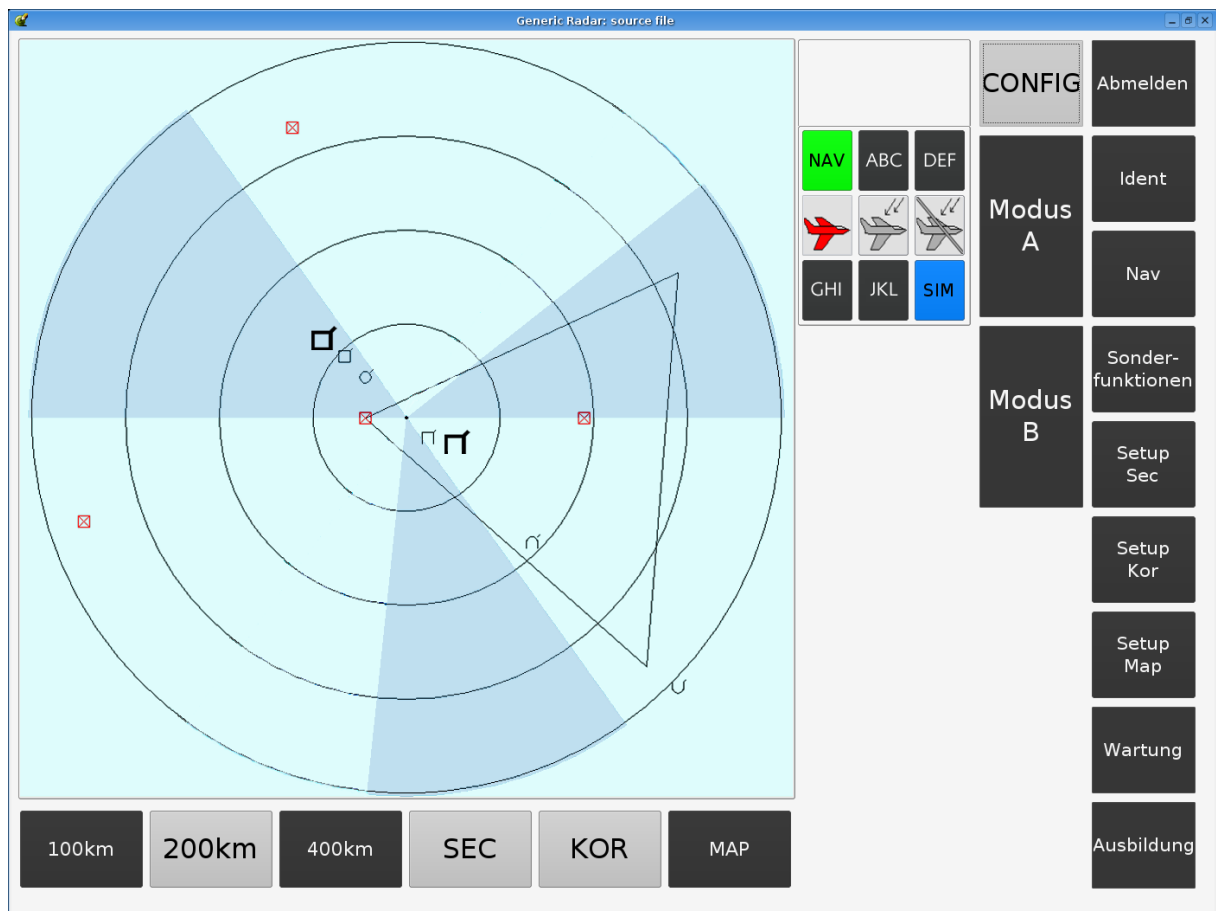 Generic Radar: source file
CONFIG
Abmelden
NAV
ABC
DEF
Modus
A
Ident
Nav
GHI
JKL
SIM
Modus
B
Sonder-
funktionen
Setup
Sec
Setup
Kor
Setup
Map
Wartung
100km
200km
400km
SEC
KOR
MAP
Ausbildung